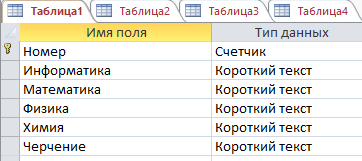 Таблица1 Таблица2 Таблица3 Таблица4
Имя поля Тип данных
Номер Счетчик
Информатика Короткий текст
Математика Короткий текст
Физика Короткий текст
Химия Короткий текст
Черчение Короткий текст